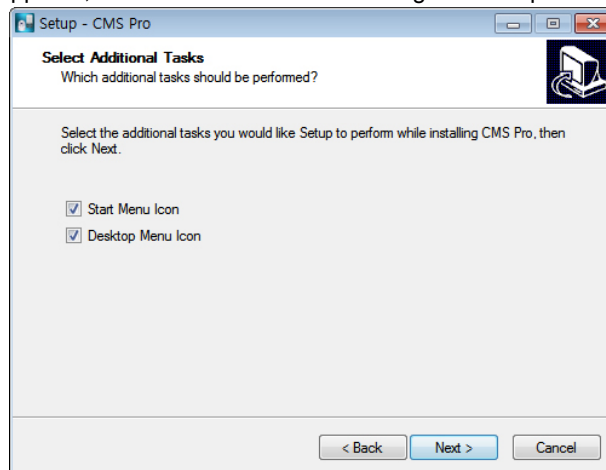 Setup - CMS Pro
Select Additional Tasks
Which additional tasks should be performed?
Select the additional tasks you would like Setup to perform while installing CMS Pro, then
click Next.
Start Menu Icon
Desktop Menu Icon
< Back Next > Cancel